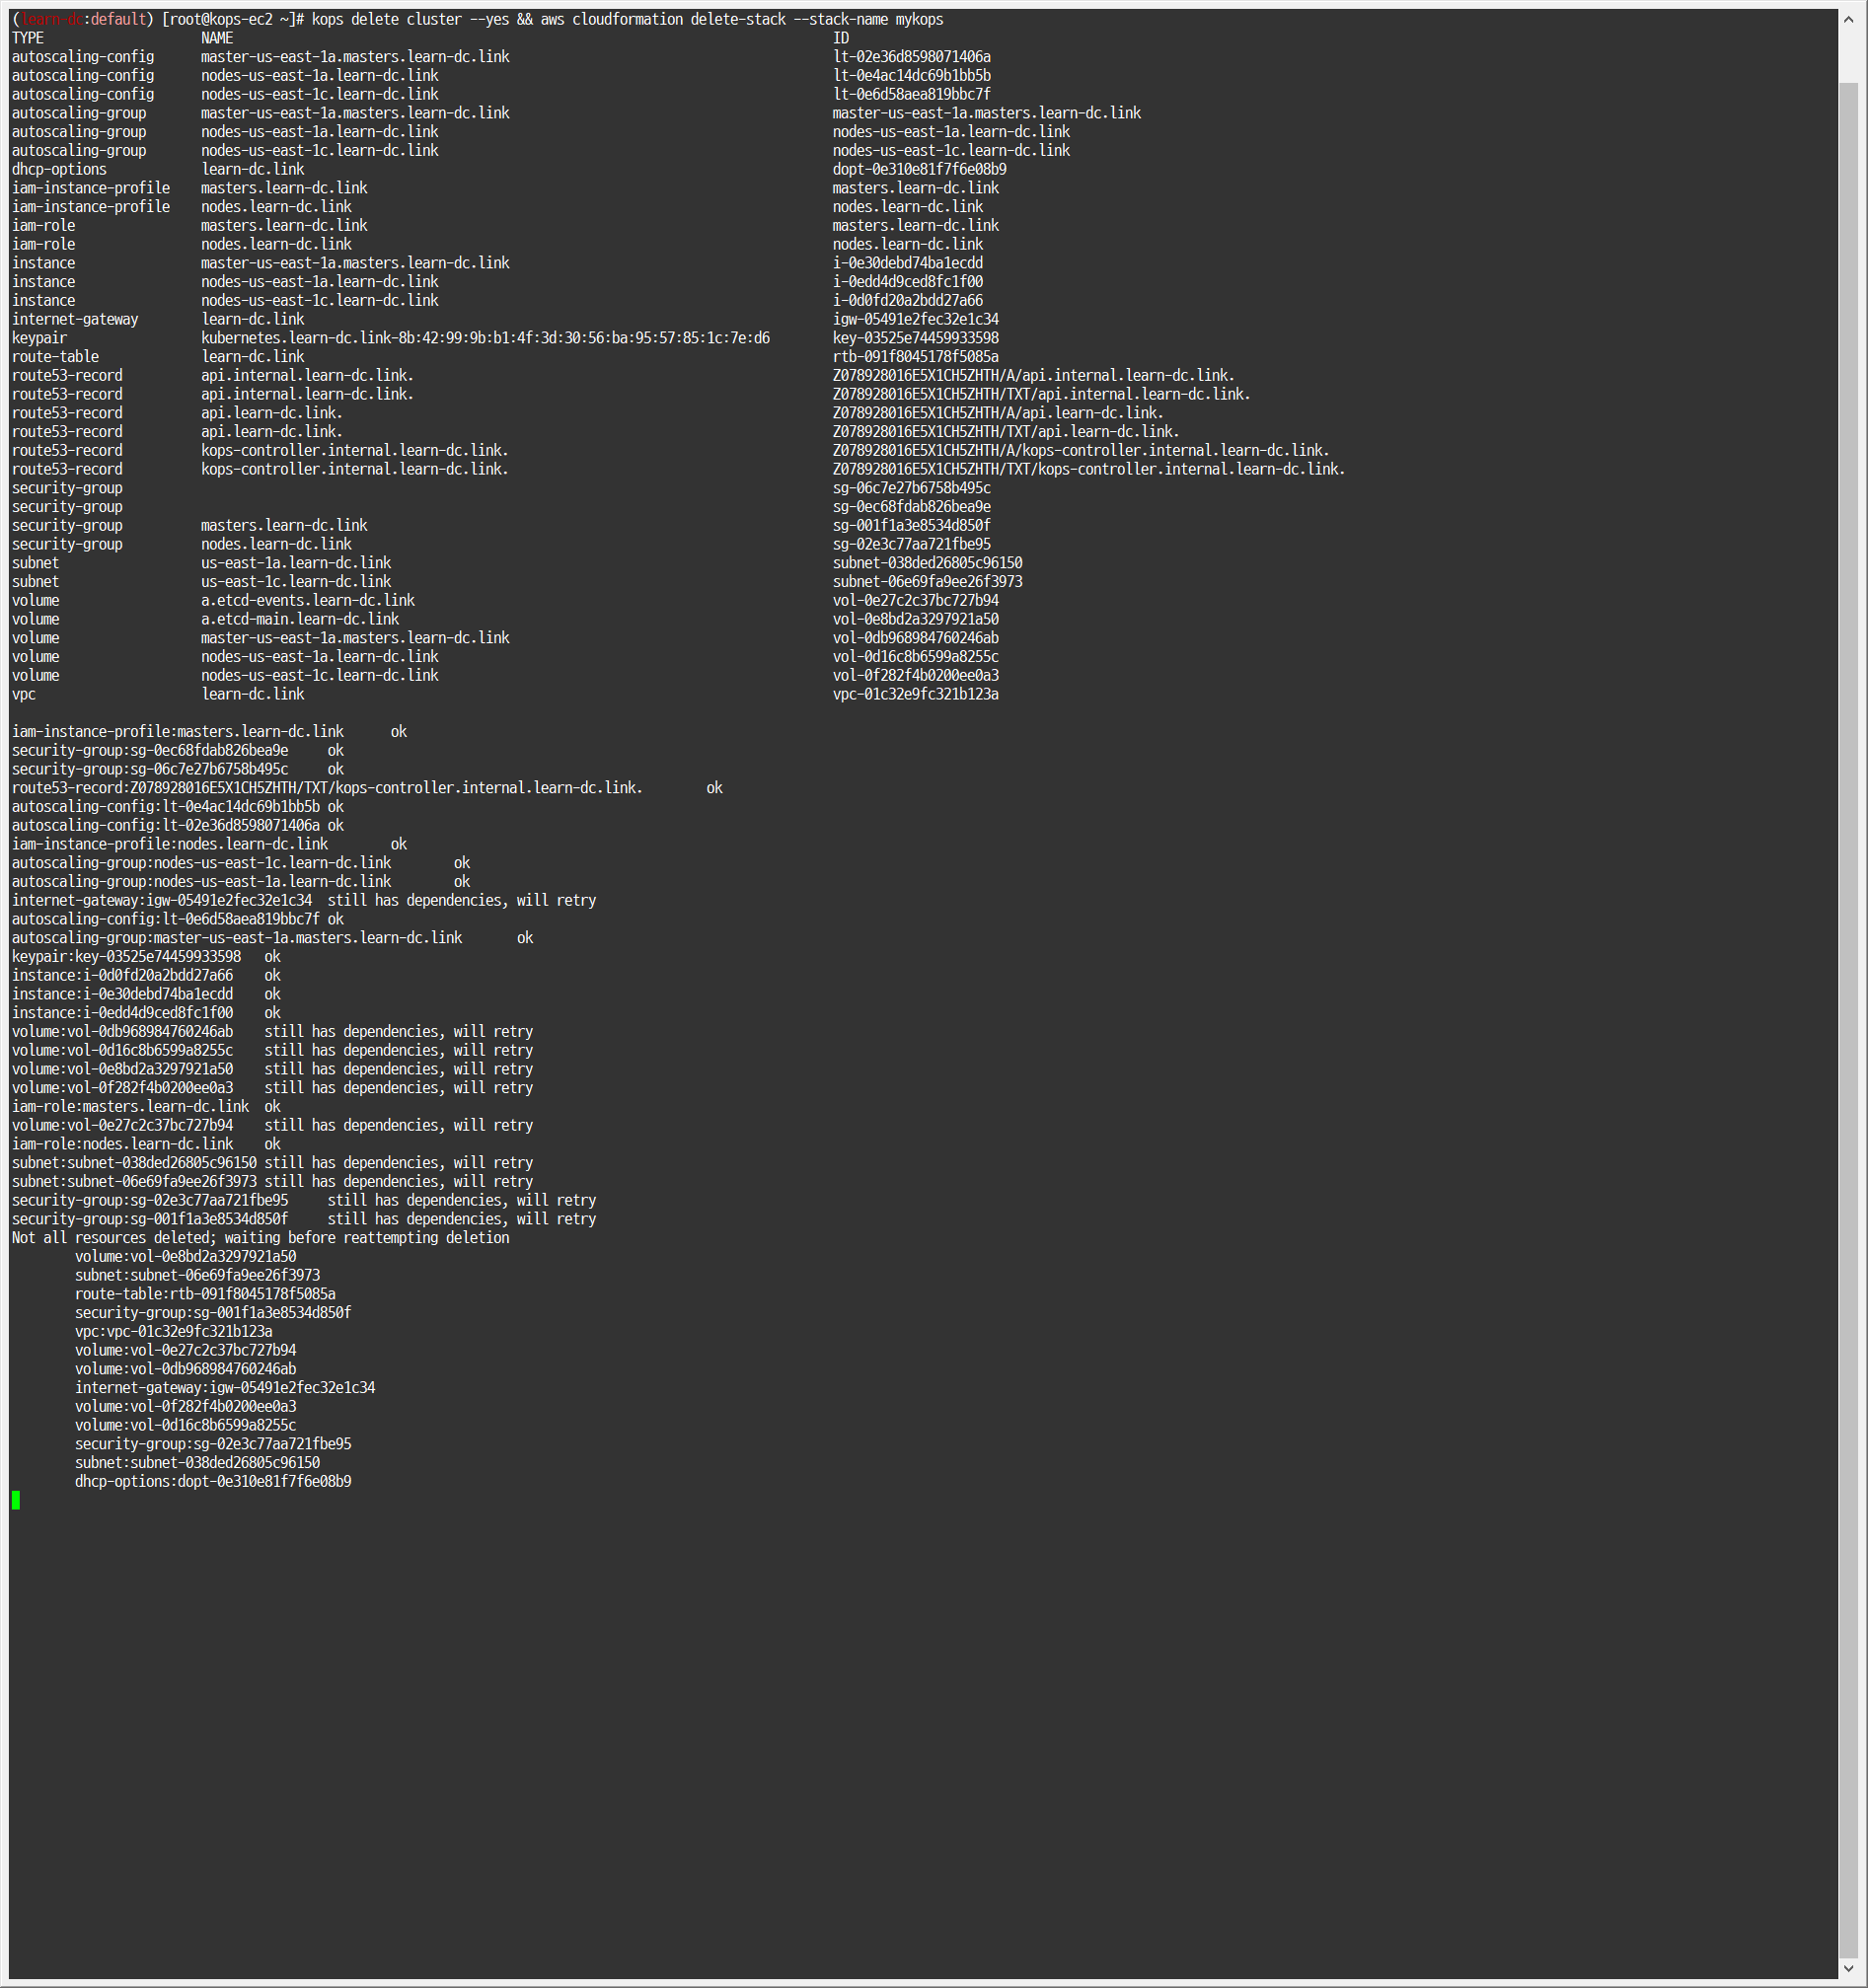 (learn-dc:default) [root@kops-ec2 ~]# kops delete cluster --yes && aws cloudformation delete-stack --stack-name mykops
TYPE NAME ID
autoscaling-config master-us-east-1a.masters.learn-dc.link lt-02e36d8598071406a
autoscaling-config nodes-us-east-1a.learn-dc.link lt-0e4ac14dc69b1bb5b
autoscaling-config nodes-us-east-1c.learn-dc.link lt-0e6d58aea819bbc7f
autoscaling-group master-us-east-1a.masters.learn-dc.link master-us-east-1a.masters.learn-dc.link
autoscaling-group nodes-us-east-1a.learn-dc.link nodes-us-east-1a.learn-dc.link
autoscaling-group nodes-us-east-1c.learn-dc.link nodes-us-east-1c.learn-dc.link
dhcp-options learn-dc.link dopt-0e310e81f7f6e08b9
iam-instance-profile masters.learn-dc.link masters.learn-dc.link
iam-instance-profile nodes.learn-dc.link nodes.learn-dc.link
iam-role masters.learn-dc.link masters.learn-dc.link
iam-role nodes.learn-dc.link nodes.learn-dc.link
instance master-us-east-1a.masters.learn-dc.link i-0e30debd74ba1ecdd
instance nodes-us-east-1a.learn-dc.link i-0edd4d9ced8fc1f00
instance nodes-us-east-1c.learn-dc.link i-0d0fd20a2bdd27a66
internet-gateway learn-dc.link igw-05491e2fec32e1c34
keypair kubernetes.learn-dc.link-8b:42:99:9b:b1:4f:3d:30:56:ba:95:57:85:1c:7e:d6 key-03525e74459933598
route-table learn-dc.link rtb-091f8045178f5085a
route53-record api.internal.learn-dc.link. Z078928016E5X1CH5ZHTH/A/api.internal.learn-dc.link.
route53-record api.internal.learn-dc.link. Z078928016E5X1CH5ZHTH/TXT/api.internal.learn-dc.link.
route53-record api.learn-dc.link. Z078928016E5X1CH5ZHTH/A/api.learn-dc.link.
route53-record api.learn-dc.link. Z078928016E5X1CH5ZHTH/TXT/api.learn-dc.link.
route53-record kops-controller.internal.learn-dc.link. Z078928016E5X1CH5ZHTH/A/kops-controller.internal.learn-dc.link.
route53-record kops-controller.internal.learn-dc.link. Z078928016E5X1CH5ZHTH/TXT/kops-controller.internal.learn-dc.link.
security-group sg-06c7e27b6758b495c
security-group sg-0ec68fdab826bea9e
security-group masters.learn-dc.link sg-001f1a3e8534d850f
security-group nodes.learn-dc.link sg-02e3c77aa721fbe95
subnet us-east-1a.learn-dc.link subnet-038ded26805c96150
subnet us-east-1c.learn-dc.link subnet-06e69fa9ee26f3973
volume a.etcd-events.learn-dc.link vol-0e27c2c37bc727b94
volume a.etcd-main.learn-dc.link vol-0e8bd2a3297921a50
volume master-us-east-1a.masters.learn-dc.link vol-0db968984760246ab
volume nodes-us-east-1a.learn-dc.link vol-0d16c8b6599a8255c
volume nodes-us-east-1c.learn-dc.link vol-0f282f4b0200ee0a3
vpc learn-dc.link vpc-01c32e9fc321b123a
iam-instance-profile:masters.learn-dc.link ok
security-group:sg-0ec68fdab826bea9e ok
security-group:sg-06c7e27b6758b495c ok
route53-record:Z078928016E5X1CH5ZHTH/TXT/kops-controller.internal.learn-dc.link. ok
autoscaling-config:lt-0e4ac14dc69b1bb5b ok
autoscaling-config:lt-02e36d8598071406a ok
iam-instance-profile:nodes.learn-dc.link ok
autoscaling-group:nodes-us-east-1c.learn-dc.link ok
autoscaling-group:nodes-us-east-1a.learn-dc.link ok
internet-gateway:igw-05491e2fec32e1c34 still has dependencies, will retry
autoscaling-config:lt-0e6d58aea819bbc7f ok
autoscaling-group:master-us-east-1a.masters.learn-dc.link ok
keypair:key-03525e74459933598 ok
instance:i-0d0fd20a2bdd27a66 ok
instance:i-0e30debd74ba1ecdd ok
instance:i-0edd4d9ced8fc1f00 ok
volume:vol-0db968984760246ab still has dependencies, will retry
volume:vol-0d16c8b6599a8255c still has dependencies, will retry
volume:vol-0e8bd2a3297921a50 still has dependencies, will retry
volume:vol-0f282f4b0200ee0a3 still has dependencies, will retry
iam-role:masters.learn-dc.link ok
volume:vol-0e27c2c37bc727b94 still has dependencies, will retry
iam-role:nodes.learn-dc.link ok
subnet:subnet-038ded26805c96150 still has dependencies, will retry
subnet:subnet-06e69fa9ee26f3973 still has dependencies, will retry
security-group:sg-02e3c77aa721fbe95 still has dependencies, will retry
security-group:sg-001f1a3e8534d850f still has dependencies, will retry
Not all resources deleted; waiting before reattempting deletion
volume:vol-0e8bd2a3297921a50
subnet:subnet-06e69fa9ee26f3973
route-table:rtb-091f8045178f5085a
security-group:sg-001f1a3e8534d850f
vpc:vpc-01c32e9fc321b123a
volume:vol-0e27c2c37bc727b94
volume:vol-0db968984760246ab
internet-gateway:igw-05491e2fec32e1c34
volume:vol-0f282f4b0200ee0a3
volume:vol-0d16c8b6599a8255c
security-group:sg-02e3c77aa721fbe95
subnet:subnet-038ded26805c96150
dhcp-options:dopt-0e310e81f7f6e08b9